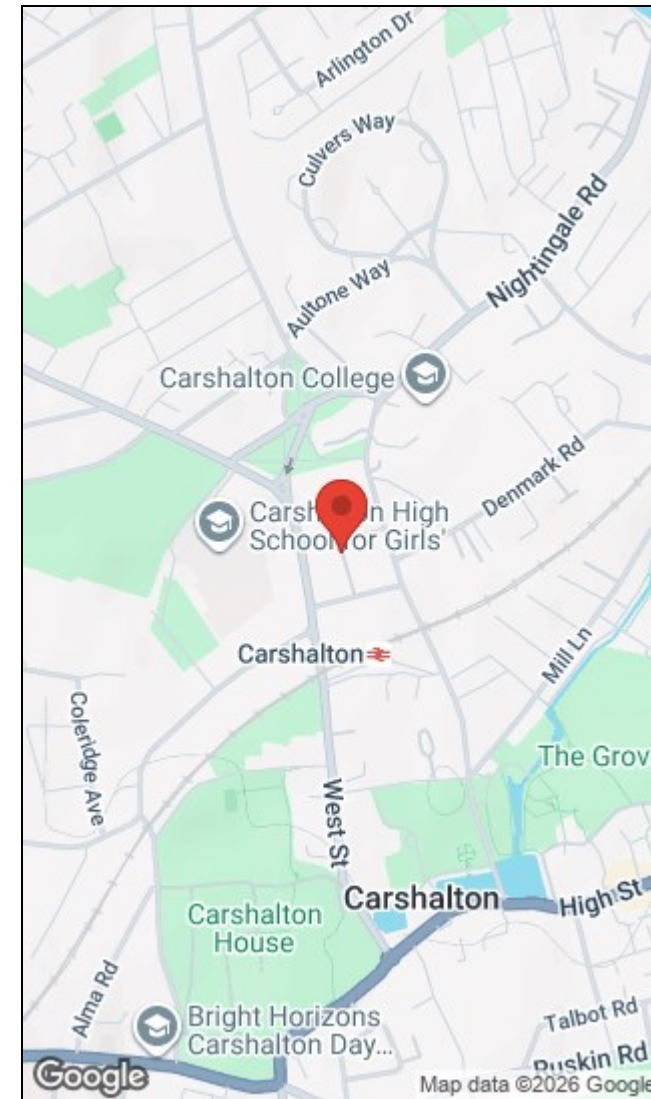 Arlington Dr
Culvers Way
Nightingale Rd
Aultone Way
Carshalton College
Denmark Rd
High
School for Girls
Carshalton
Mill Ln
Coleridge Ave
The Grov
West St
Carshalton
High St
Carshalton
House
Alma Rd
Bright Horizons
Carshalton Day...
Talbot Rd
Ruskin Rd
Google
Map data ©2026 Google